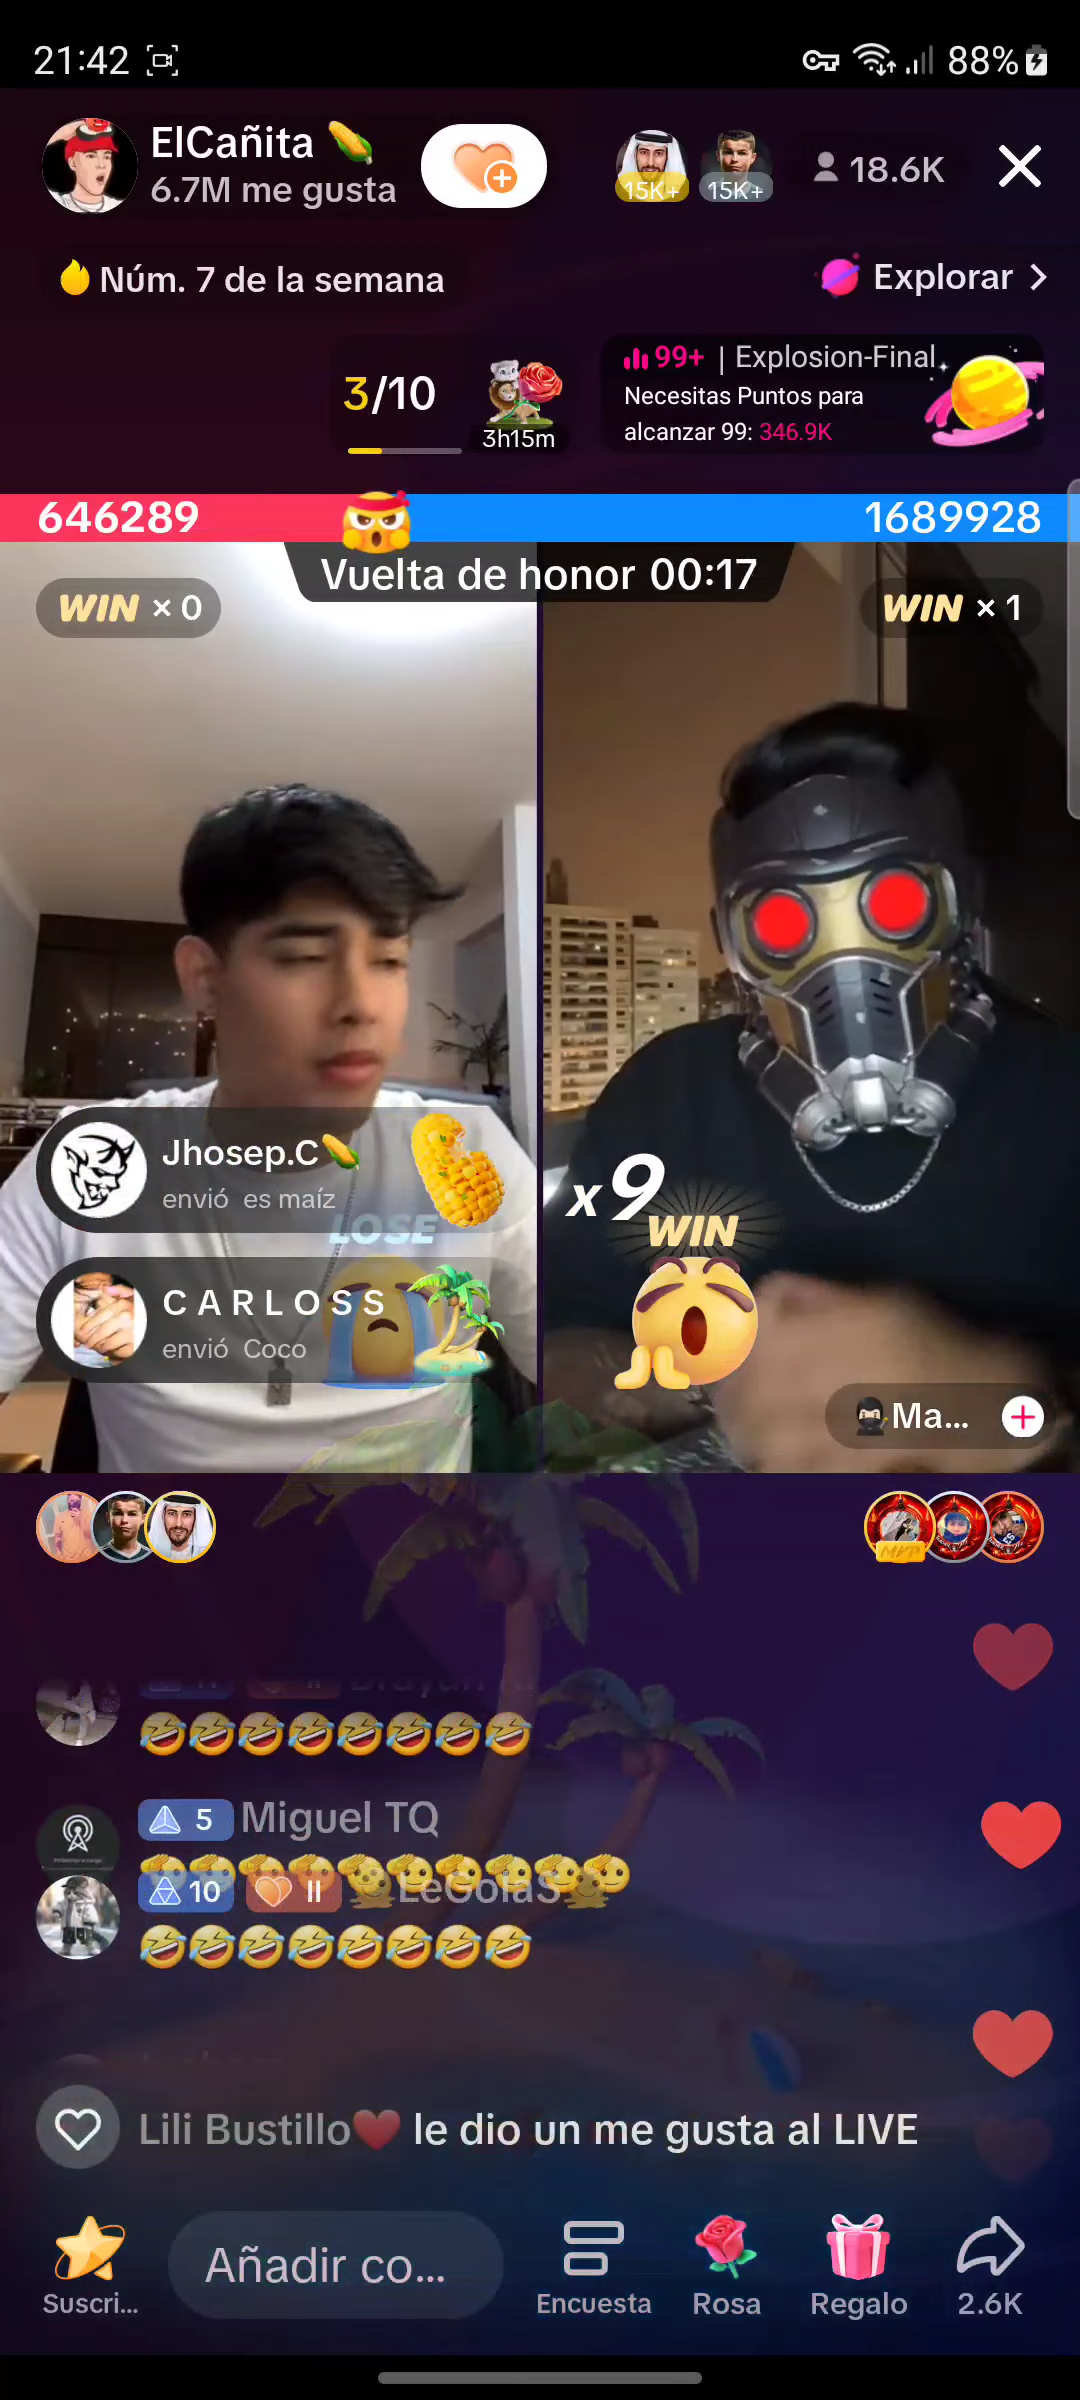 21:42
88%
ElCañita
6.7M me gusta
15K+
15K+
18.6K
Núm. 7 de la semana
Explorar
3/10
3h15m
99+ | Explosion-Final
Necesitas Puntos para
alcanzar 99: 346.9K
646289
1689928
Vuelta de honor 00:17
WIN × 0
WIN × 1
Jhosep.C
envió es maíz
LOSE
x9
WIN
C A R L O S S
envió Coco
Ma...
5 Miguel TQ
10 II LeGolaS
Lili Bustillo le dio un me gusta al LIVE
Añadir co...
Suscri...
Encuesta
Rosa
Regalo
2.6K